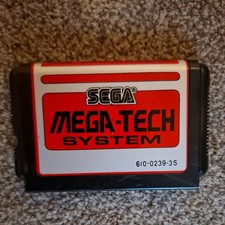 SEGA®
MEGA-TECH
SYSTEM
610-0239-35